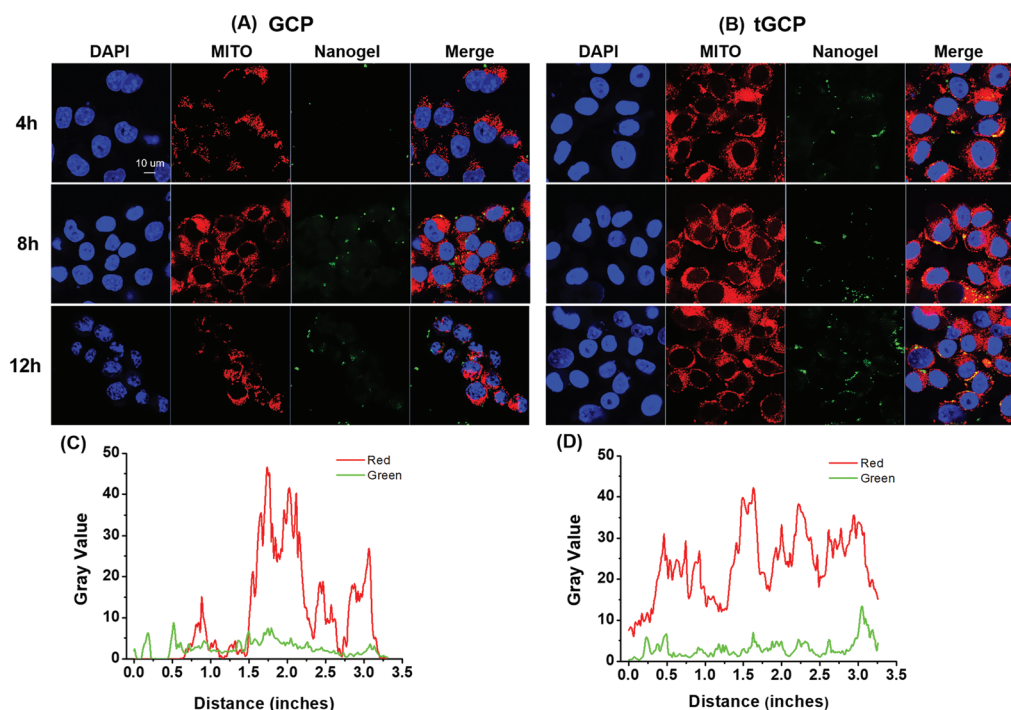 (A) GCP
(B) tGCP
DAPI MITO Nanogel Merge
DAPI MITO Nanogel Merge
4h
10 um
8h
12h
(C)
50
40
30
20
10
0
Gray Value
Red
Green
0.0 0.5 1.0 1.5 2.0 2.5 3.0 3.5
Distance (inches)
(D)
50
40
30
20
10
0
Gray Value
Red
Green
0.0 0.5 1.0 1.5 2.0 2.5 3.0 3.5
Distance (inches)